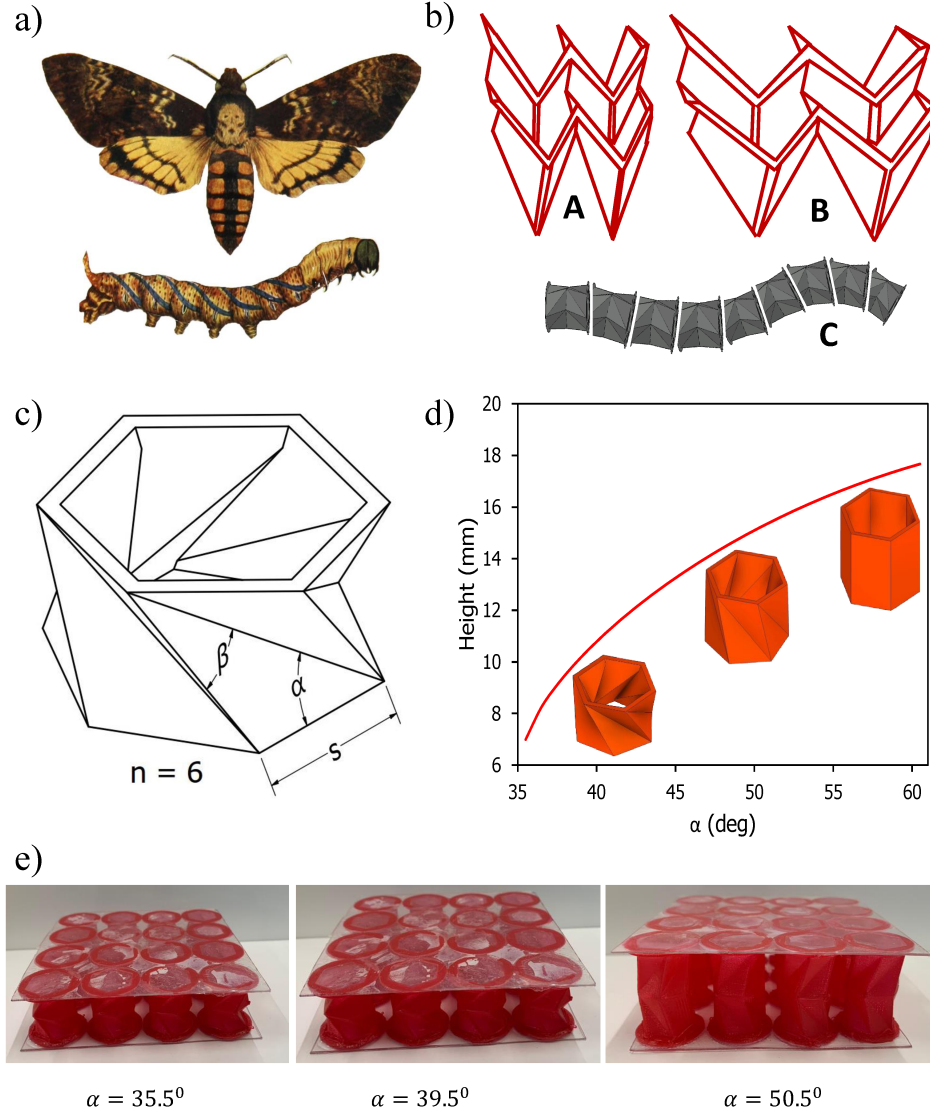 a)
b)
A
B
C
c)
β
α
s
n = 6
d)
20
18
16
14
12
10
8
6
Height (mm)
35
40
45
50
55
60
α (deg)
e)
α = 35.5⁰
α = 39.5⁰
α = 50.5⁰